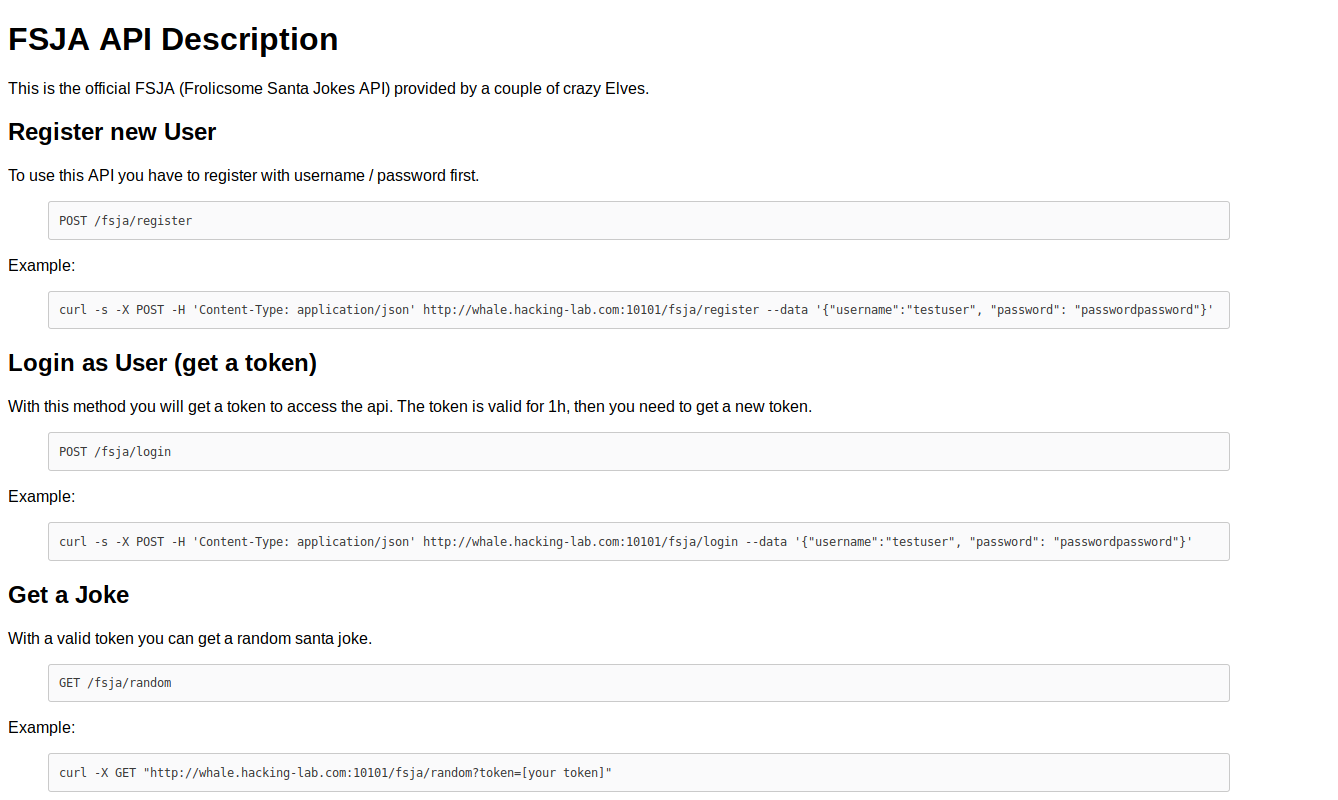 FSJA API Description
This is the official FSJA (Frolicsome Santa Jokes API) provided by a couple of crazy Elves.
Register new User
To use this API you have to register with username / password first.
POST /fsja/register
Example:
curl -s -X POST -H 'Content-Type: application/json' http://whale.hacking-lab.com:10101/fsja/register --data '{"username":"testuser", "password": "passwordpassword"}'
Login as User (get a token)
With this method you will get a token to access the api. The token is valid for 1h, then you need to get a new token.
POST /fsja/login
Example:
curl -s -X POST -H 'Content-Type: application/json' http://whale.hacking-lab.com:10101/fsja/login --data '{"username":"testuser", "password": "passwordpassword"}'
Get a Joke
With a valid token you can get a random santa joke.
GET /fsja/random
Example:
curl -X GET "http://whale.hacking-lab.com:10101/fsja/random?token=[your token]"